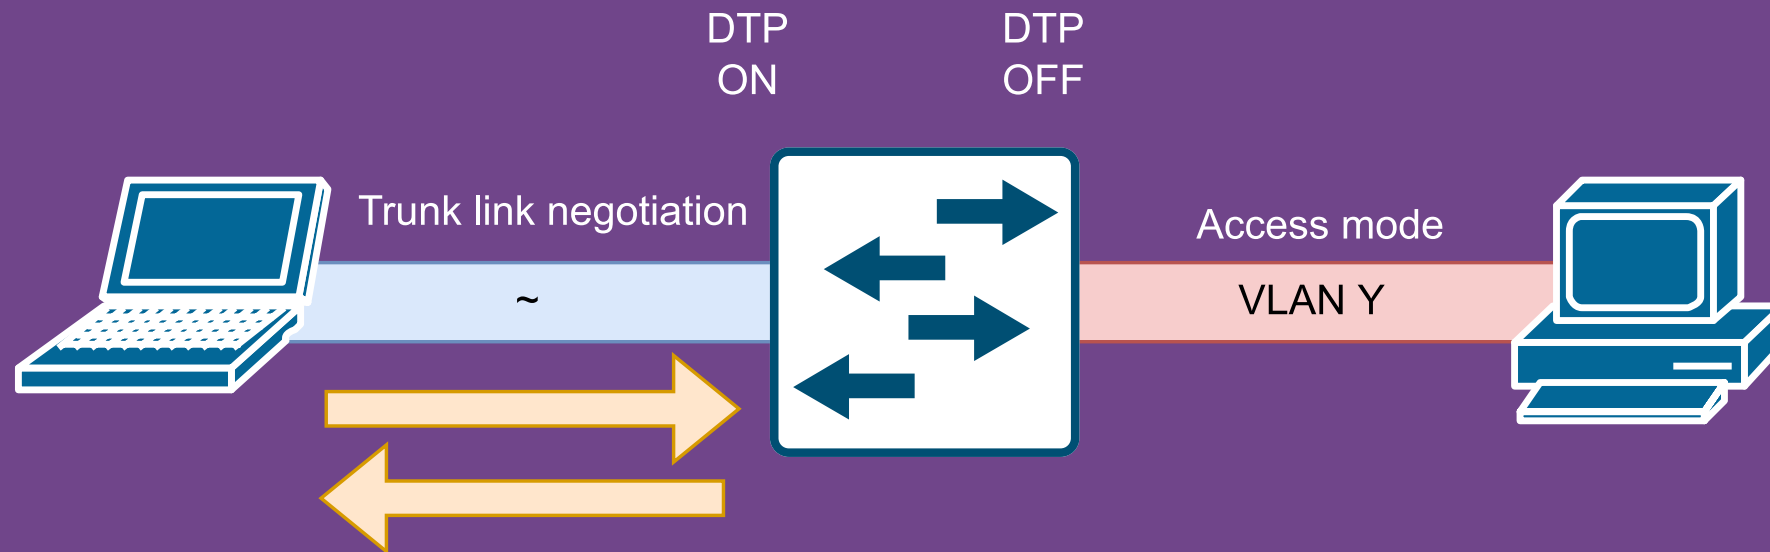 DTP
ON
DTP
OFF
Trunk link negotiation
Access mode
~
VLAN Y